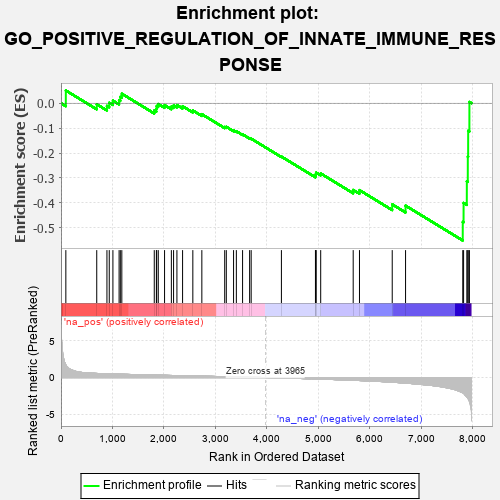 Enrichment plot:
GO_POSITIVE_REGULATION_OF_INNATE_IMMUNE_RES
PONSE
Enrichment score (ES)
0.0
-0.1
-0.2
-0.3
-0.4
-0.5
'na_pos' (positively correlated)
Ranked list metric (PreRanked)
5
0
-5
Zero cross at 3965
'na_neg' (negatively correlated)
0
1,000
2,000
3,000
4,000
5,000
6,000
7,000
8,000
Rank in Ordered Dataset
Enrichment profile
Hits
Ranking metric scores